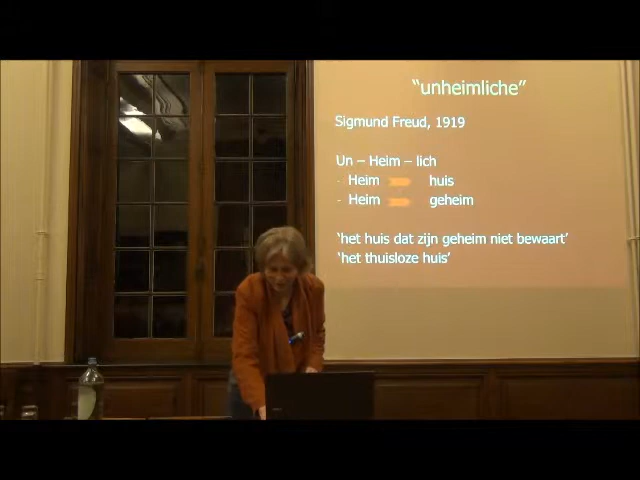 “unheimliche”
Sigmund Freud, 1919
Un – Heim – lich
- Heim huis
- Heim geheim
‘het huis dat zijn geheim niet bewaart’
‘het thuisloze huis’